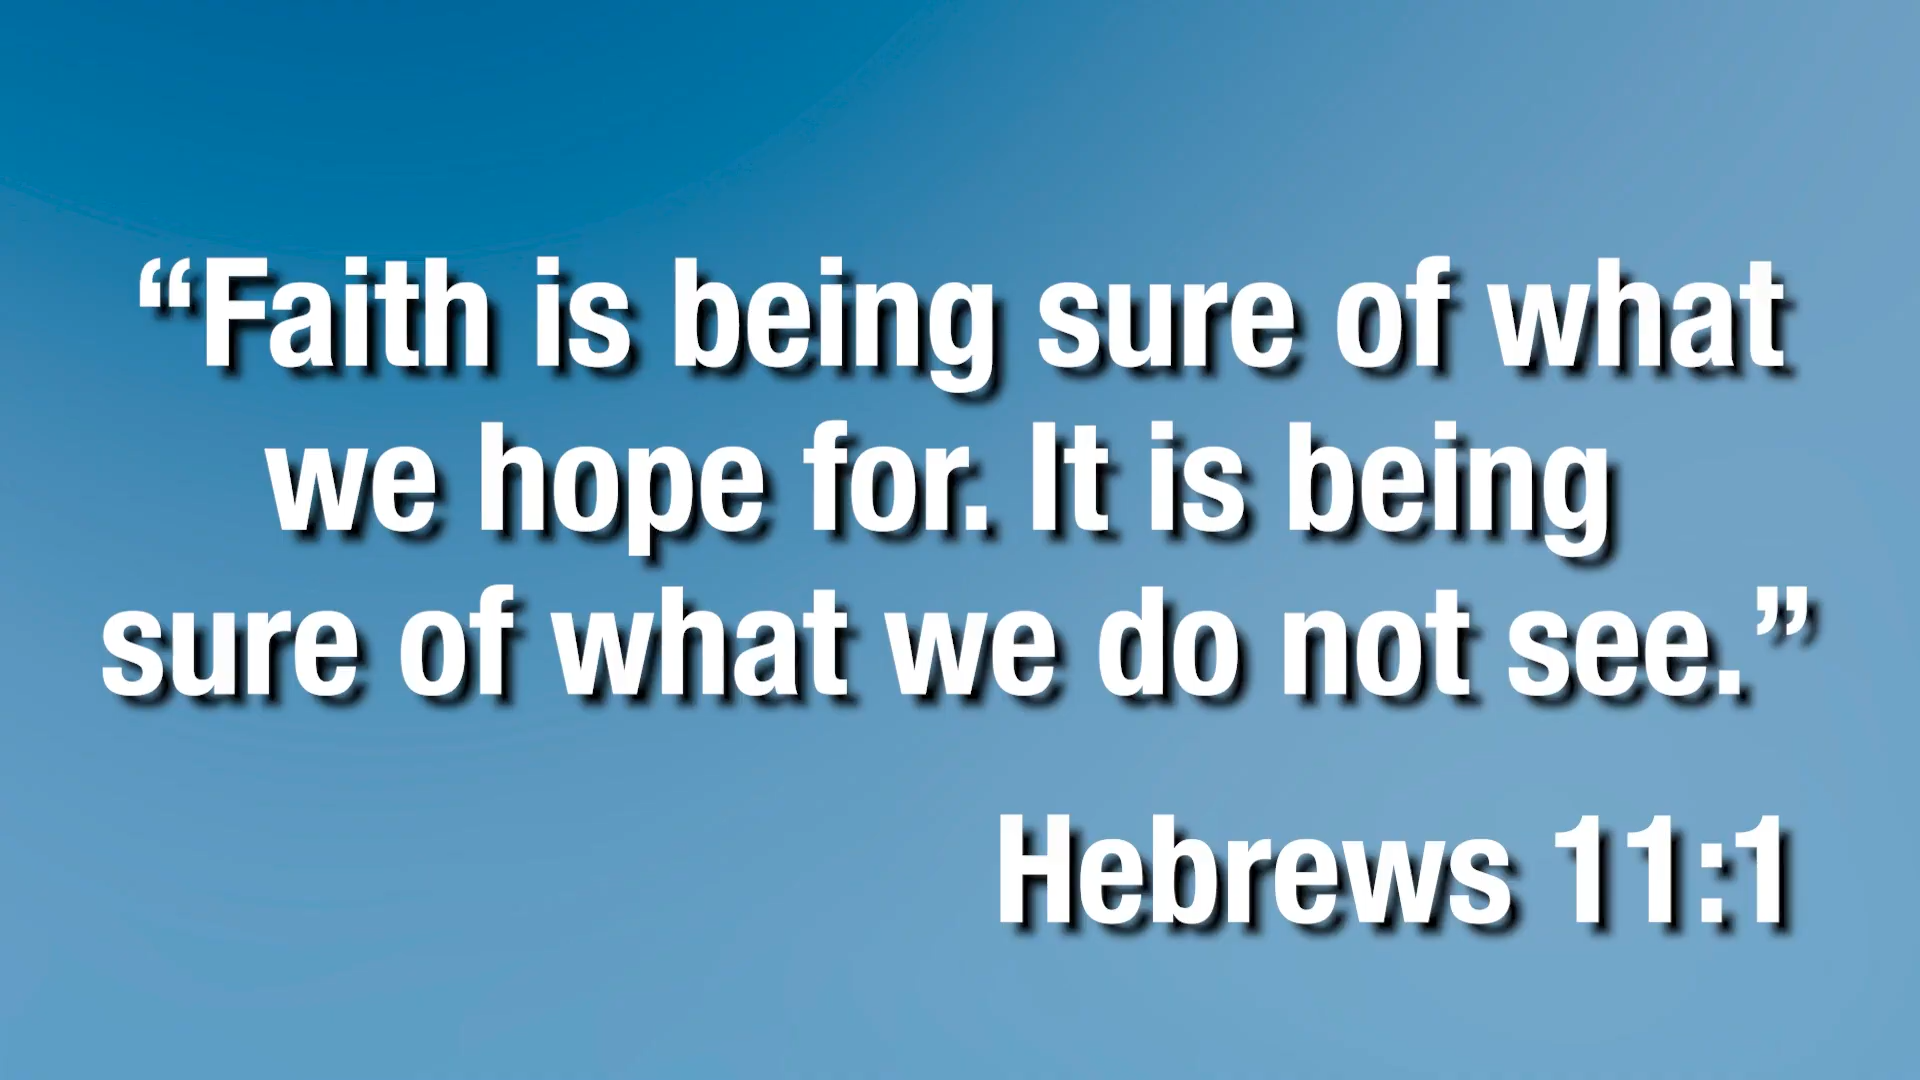 “Faith is being sure of what
we hope for. It is being
sure of what we do not see.”
Hebrews 11:1